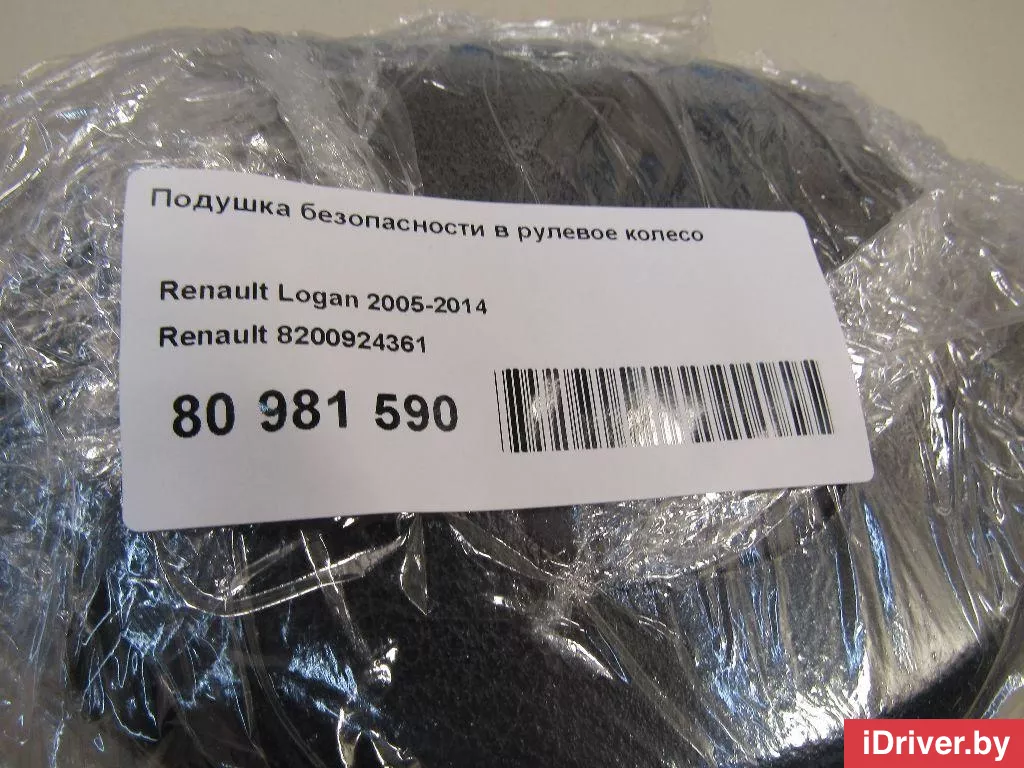 Подушка безопасности в рулевое колесо
Renault Logan 2005-2014
Renault 8200924361
80 981 590
iDriver.by